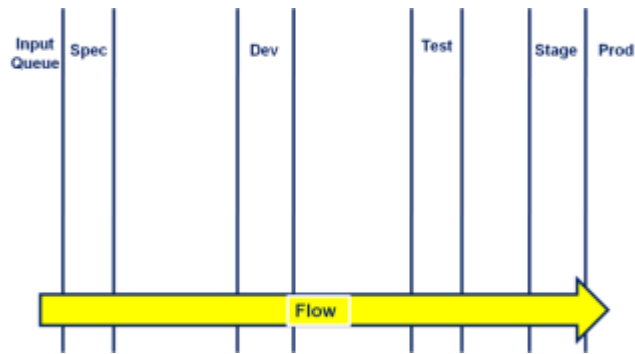 Input
Queue
Spec
Dev
Test
Stage
Prod
Flow